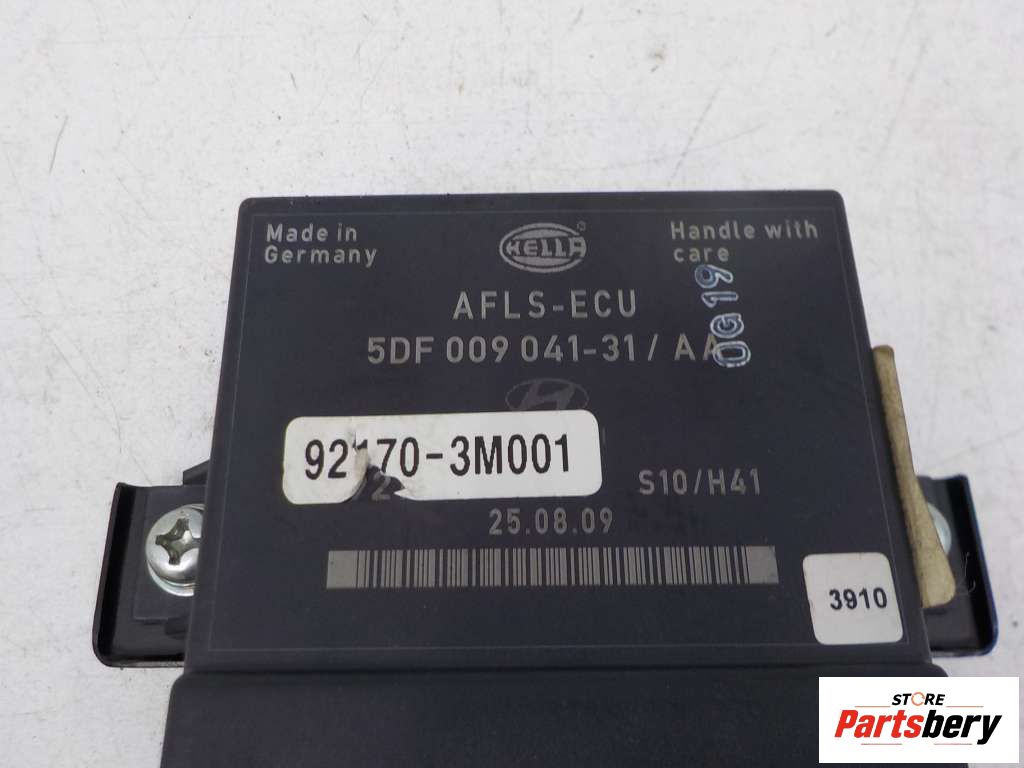 Made in
Germany
HELLA ®
Handle with
care
0G19
AFLS-ECU
5DF 009 041-31 / AA
92170-3M001
S10/H41
25.08.09
3910
STORE
Partsbery